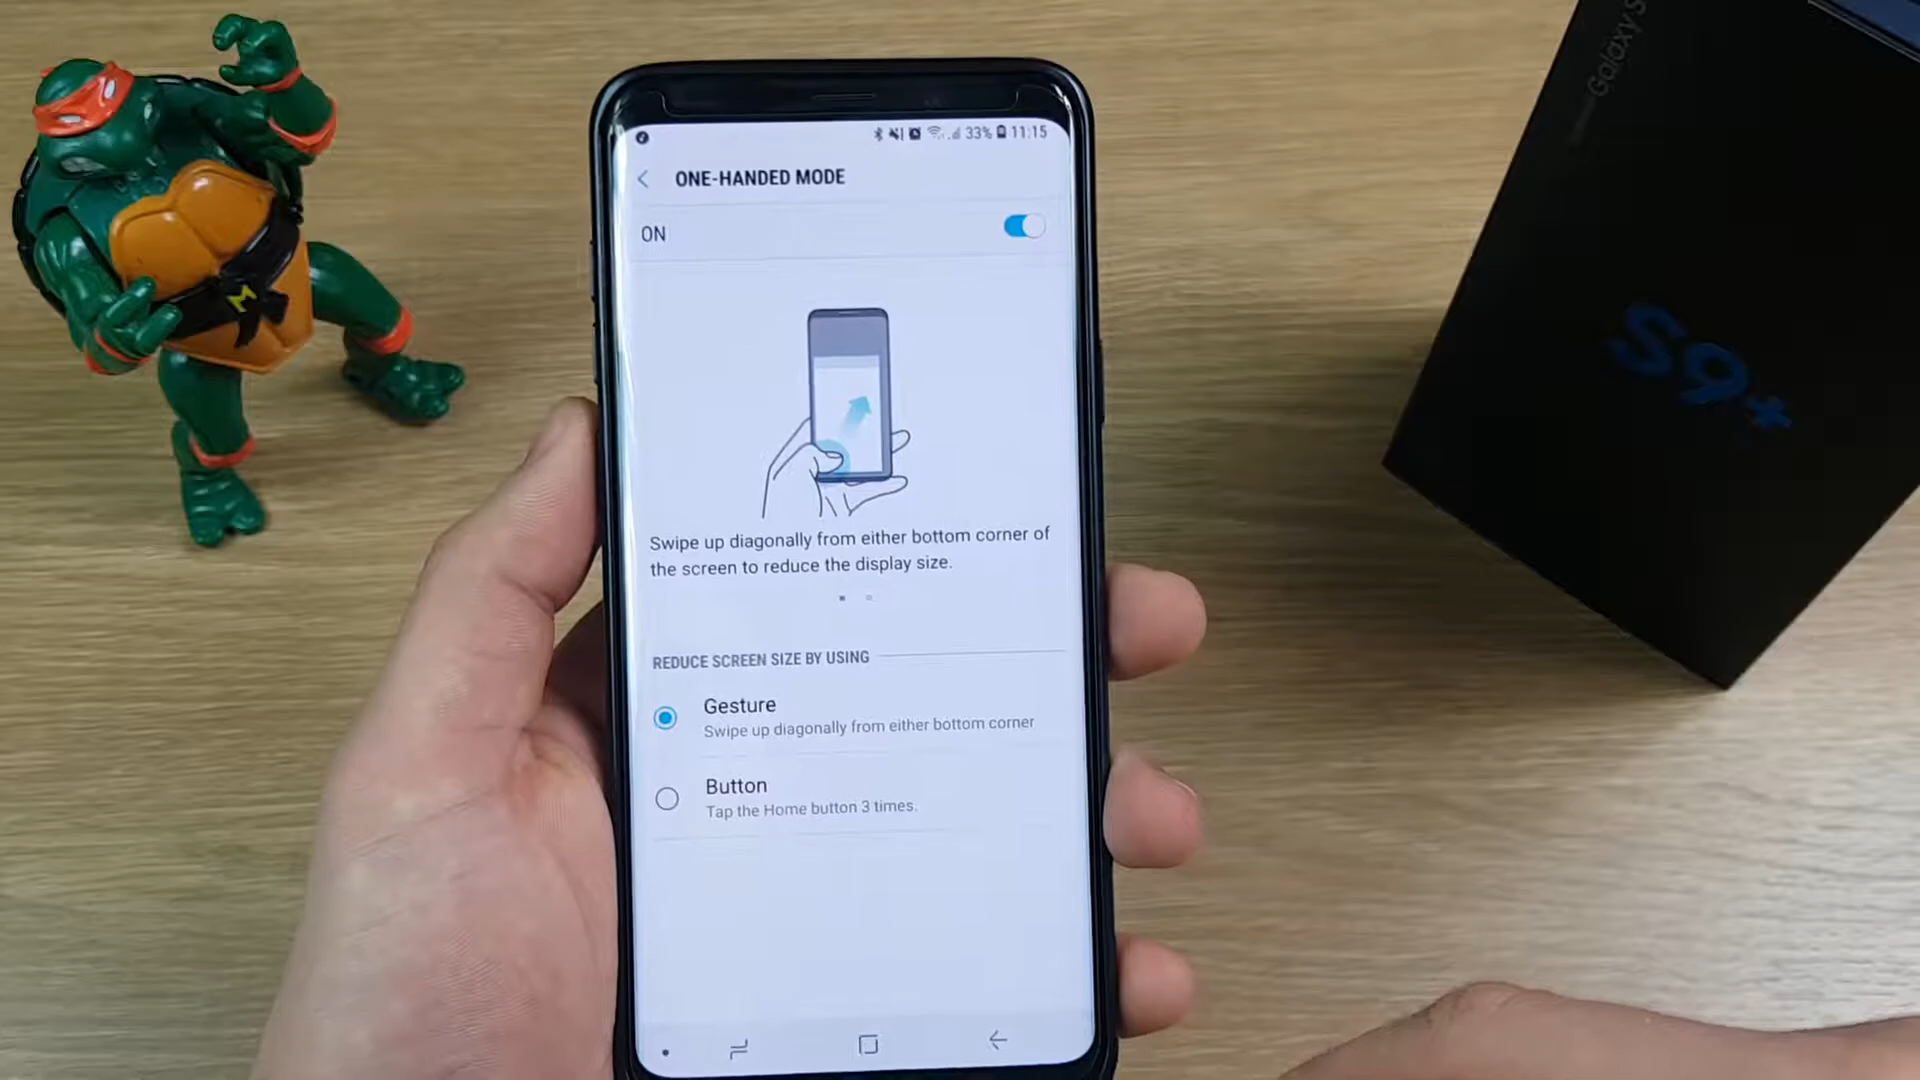 33% 11:15
ONE-HANDED MODE
ON
Swipe up diagonally from either bottom corner of
the screen to reduce the display size.
REDUCE SCREEN SIZE BY USING
Gesture
Swipe up diagonally from either bottom corner
Button
Tap the Home button 3 times.
M
Galaxy S
S9+